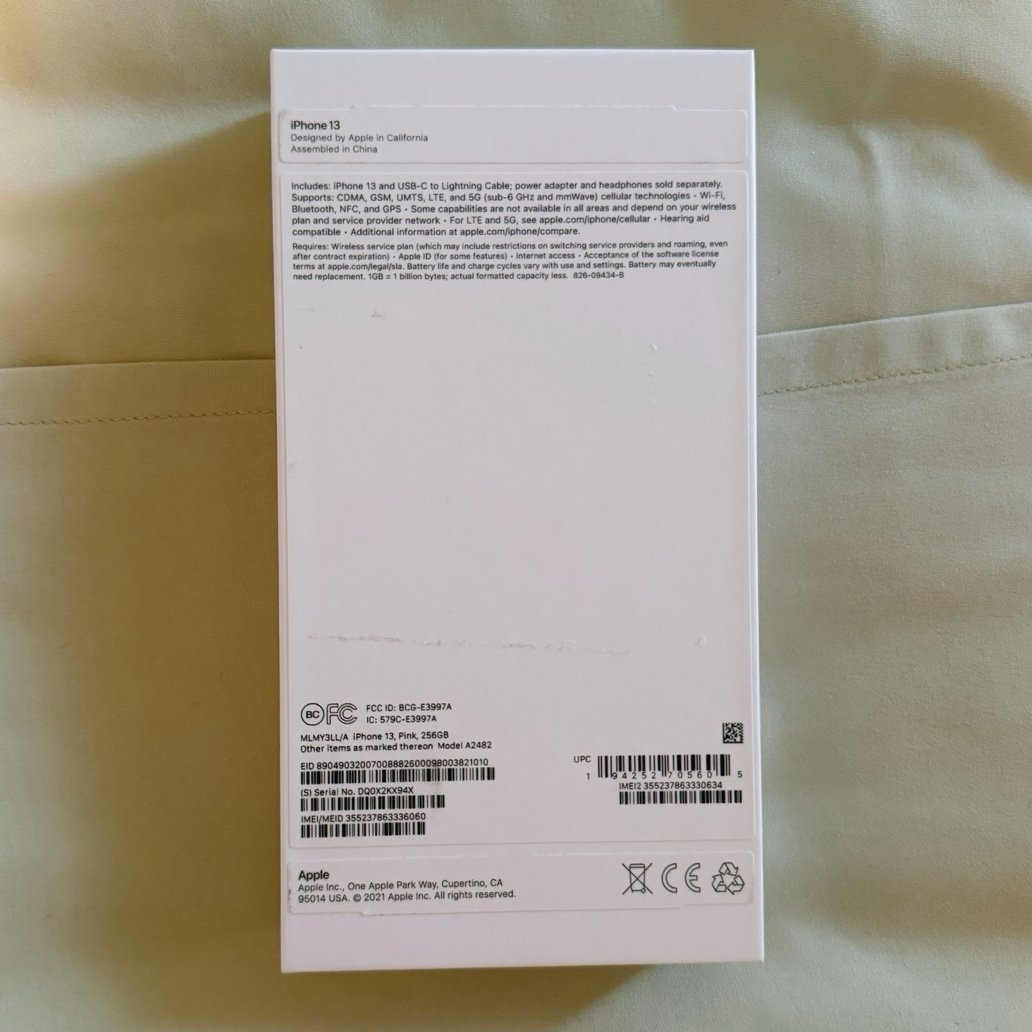 iPhone 13
Designed by Apple in California
Assembled in China
Includes: iPhone 13 and USB-C to Lightning Cable; power adapter and headphones sold separately.
Supports: CDMA, GSM, UMTS, LTE, and 5G (sub-6 GHz and mmWave) cellular technologies • Wi-Fi,
Bluetooth, NFC, and GPS • Some capabilities are not available in all areas and depend on your wireless
plan and service provider network • For LTE and 5G, see apple.com/iphone/cellular • Hearing aid
compatible • Additional information at apple.com/iphone/compare.
Requires: Wireless service plan (which may include restrictions on switching service providers and roaming, even
after contract expiration) • Apple ID (for some features) • Internet access • Acceptance of the software license
terms at apple.com/legal/sla. Battery life and charge cycles vary with use and settings. Battery may eventually
need replacement. 1GB = 1 billion bytes; actual formatted capacity less. 826-09434-B
BC FC FCC ID: BCG-E3997A
IC: 579C-E3997A
MLMY3LL/A iPhone 13, Pink, 256GB
Other items as marked thereon Model A2482
EID 89049032007008882600098003821010
(S) Serial No. DQ0X2KX94X
IMEI/MEID 355237863336060
UPC
1 94252 70560 5
IMEI2 355237863330634
Apple
Apple Inc., One Apple Park Way, Cupertino, CA
95014 USA. © 2021 Apple Inc. All rights reserved.
CE